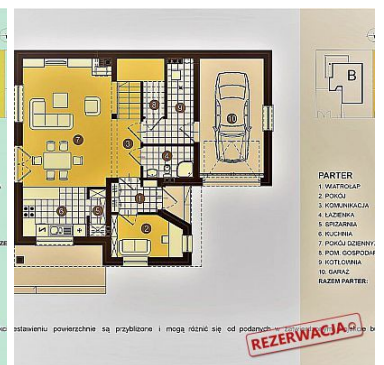 B
PARTER
1. WIATROŁAP
2. POKÓJ
3. KOMUNIKACJA
4. ŁAZIENKA
5. SPIŻARNIA
6. KUCHNIA
7. POKÓJ DZIENNY
8. POM. GOSPODAR
9. KOTŁOWNIA
10. GARAŻ
RAZEM PARTER:
zestawieniu powierzchnie są przybliżone i mogą różnić się od podanych w
REZERWACJA